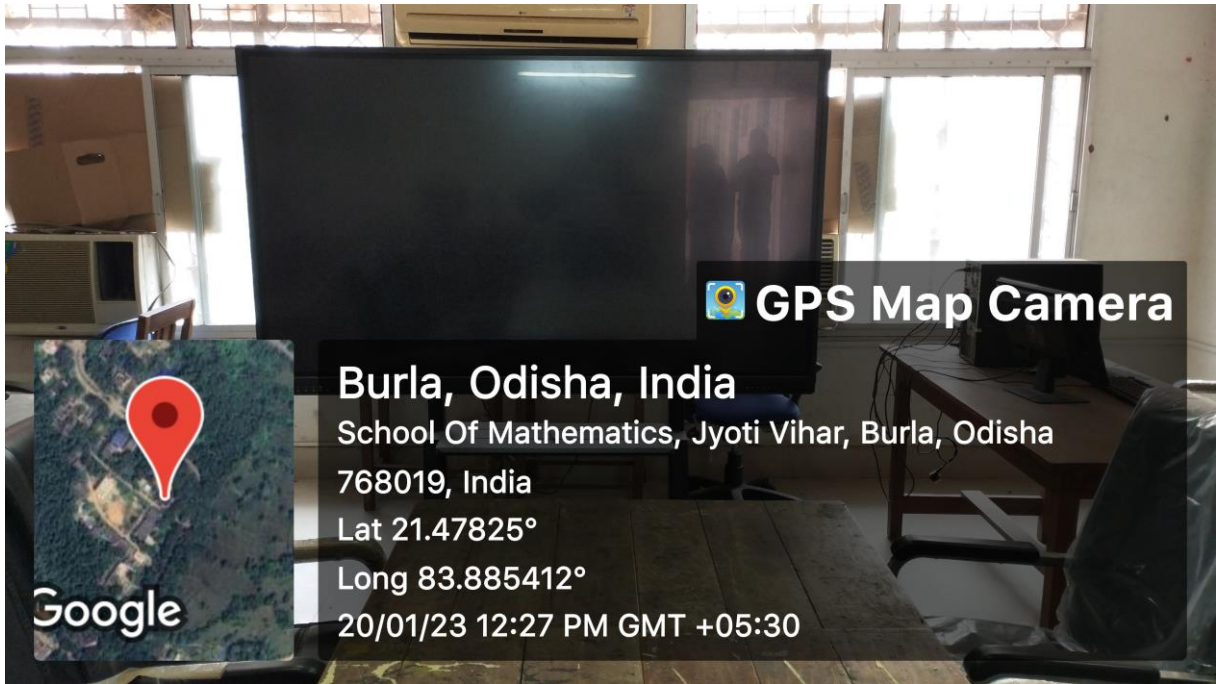 GPS Map Camera
Burla, Odisha, India
School Of Mathematics, Jyoti Vihar, Burla, Odisha
768019, India
Lat 21.47825°
Long 83.885412°
20/01/23 12:27 PM GMT +05:30
Google